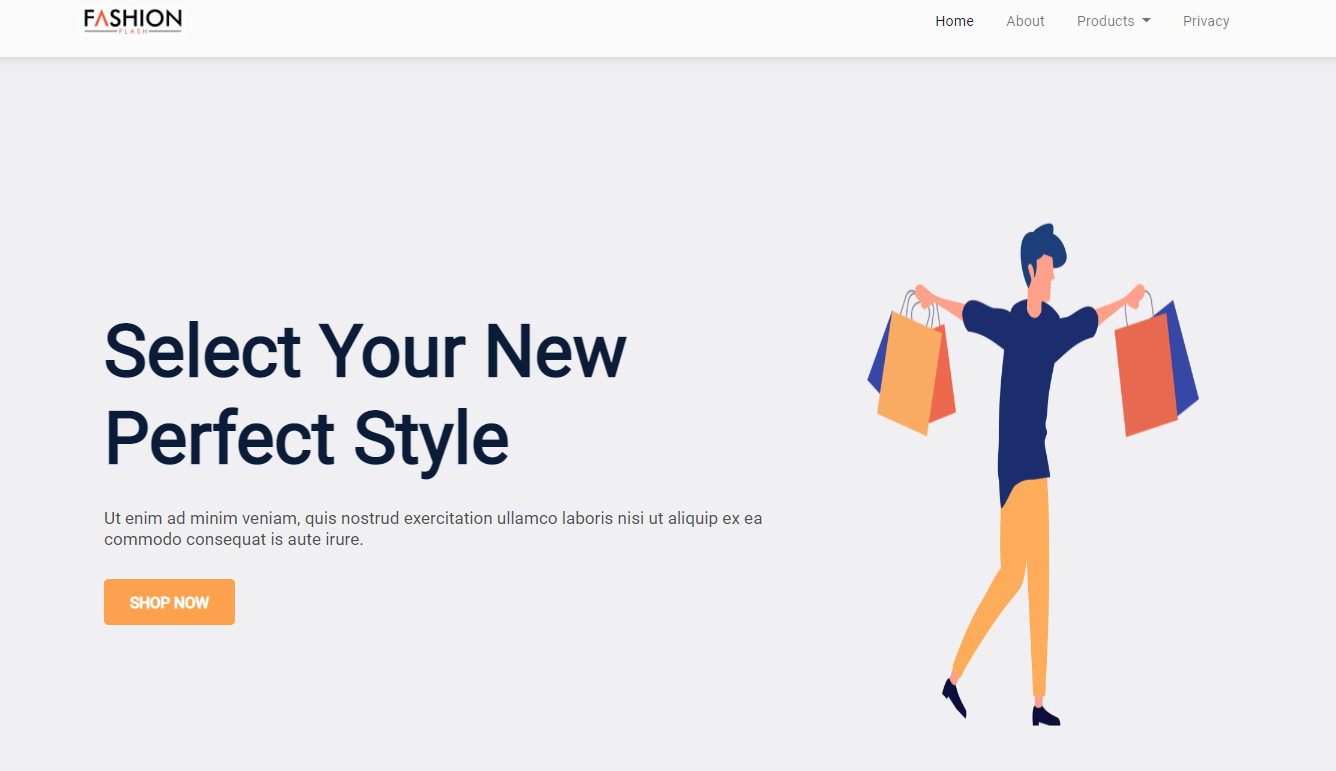 FASHION
FLASH
Home About Products Privacy
Select Your New
Perfect Style
Ut enim ad minim veniam, quis nostrud exercitation ullamco laboris nisi ut aliquip ex ea
commodo consequat is aute irure.
SHOP NOW